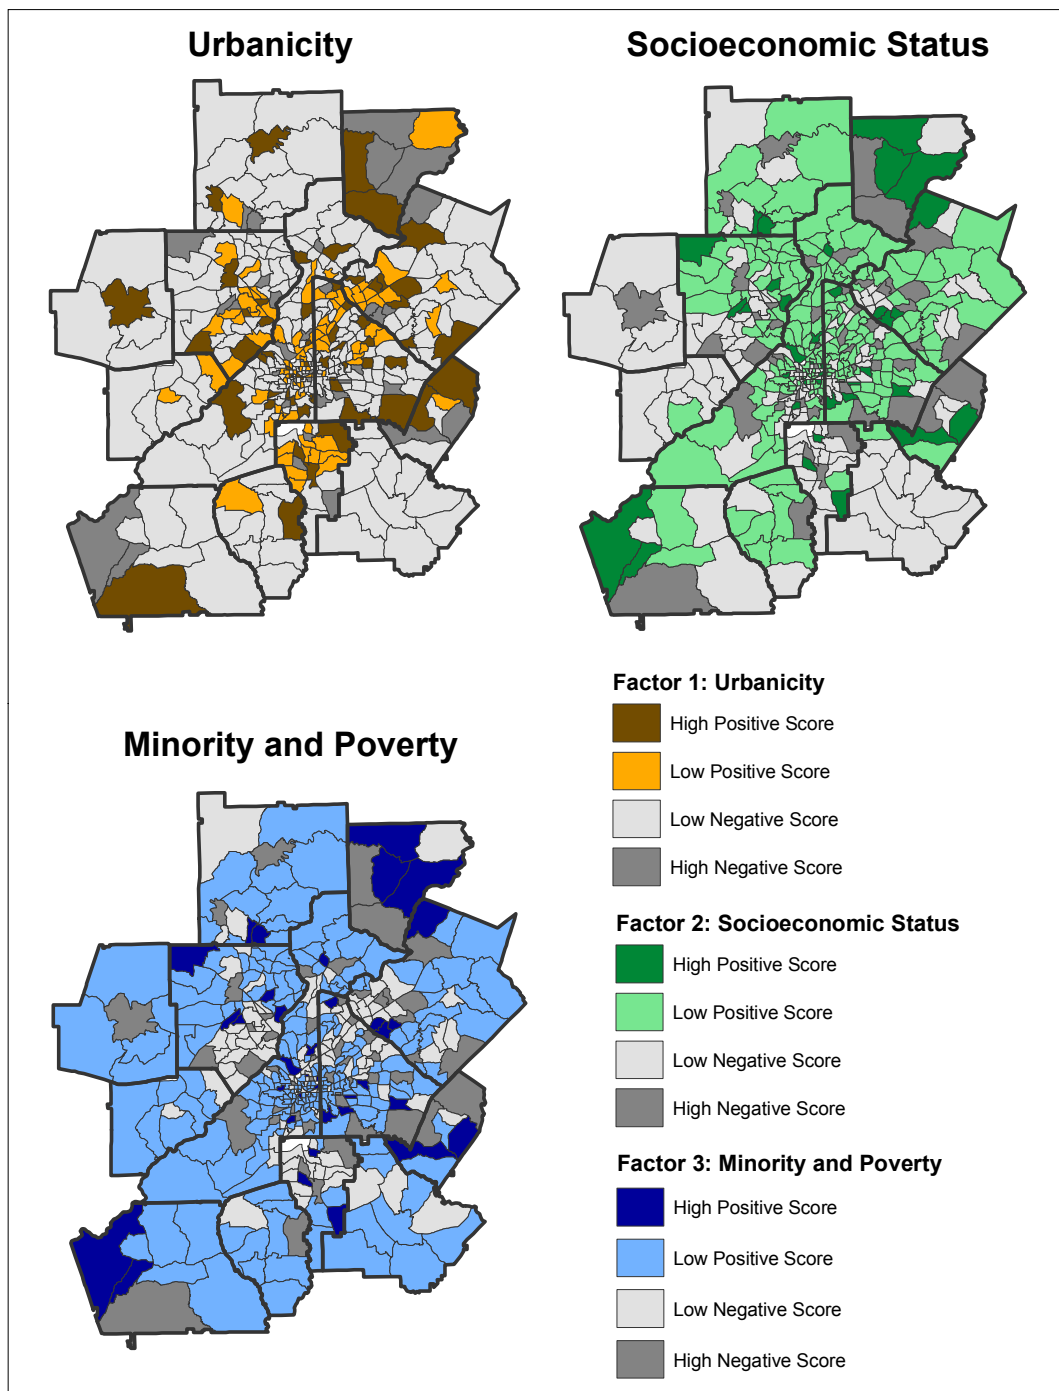 Urbanicity
Socioeconomic Status
Minority and Poverty
Factor 1: Urbanicity
High Positive Score
Low Positive Score
Low Negative Score
High Negative Score
Factor 2: Socioeconomic Status
High Positive Score
Low Positive Score
Low Negative Score
High Negative Score
Factor 3: Minority and Poverty
High Positive Score
Low Positive Score
Low Negative Score
High Negative Score